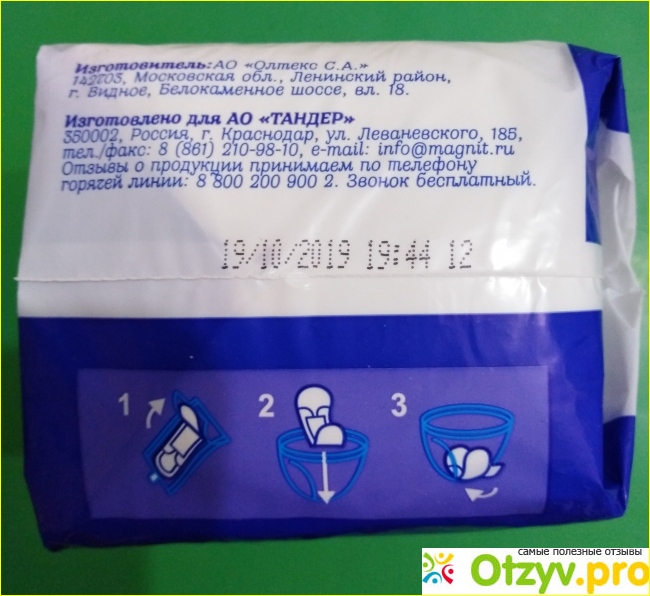 Изготовитель: АО «Олтекс С.А.»
142703, Московская обл., Ленинский район,
г. Видное, Белокаменное шоссе, вл. 18.
Изготовлено для АО «ТАНДЕР»
350002, Россия, г. Краснодар, ул. Леваневского, 185,
тел./факс: 8 (861) 210-98-10, e-mail: info@magnit.ru
Отзывы о продукции принимаем по телефону
горячей линии: 8 800 200 900 2. Звонок бесплатный.
19/10/2019 19:44 12
1 2 3
самые полезные отзывы
Otzyv.pro